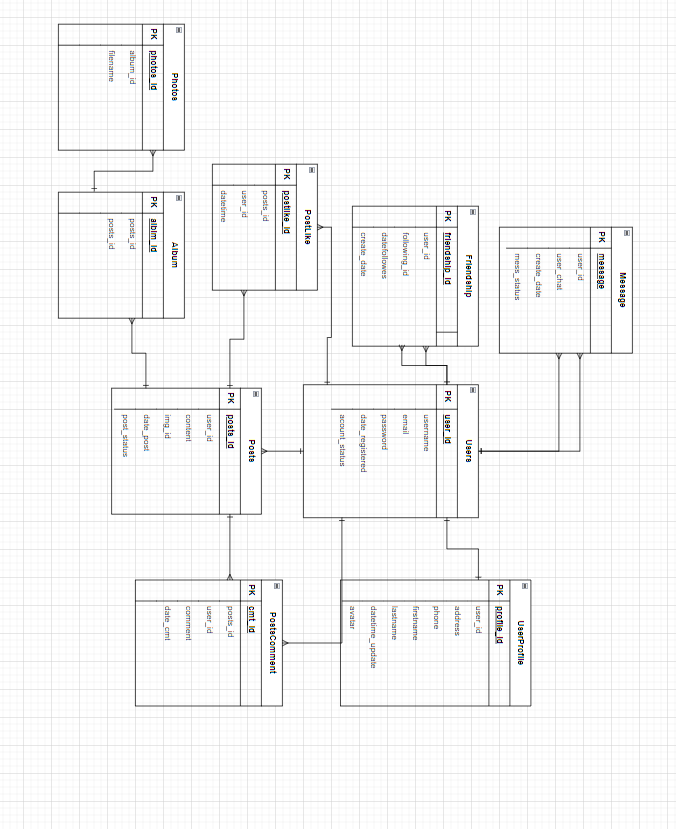 Message
PK message
user_id
user_chat
create_date
mess_status
UserProfile
PK profile_id
user_id
address
phone
firstname
lastname
datetime_update
avatar
Friendship
PK friendship_id
user_id
following_id
datefollowes
create_date
Users
PK user_id
username
email
password
date_registered
acount_status
PostLike
PK postlike_id
posts_id
user_id
datetime
PostsComment
PK cmt_id
posts_id
user_id
comment
date_cmt
Posts
PK posts_id
user_id
content
img_id
date_post
post_status
Photos
PK photos_id
album_id
filename
Album
PK albim_id
posts_id
posts_id